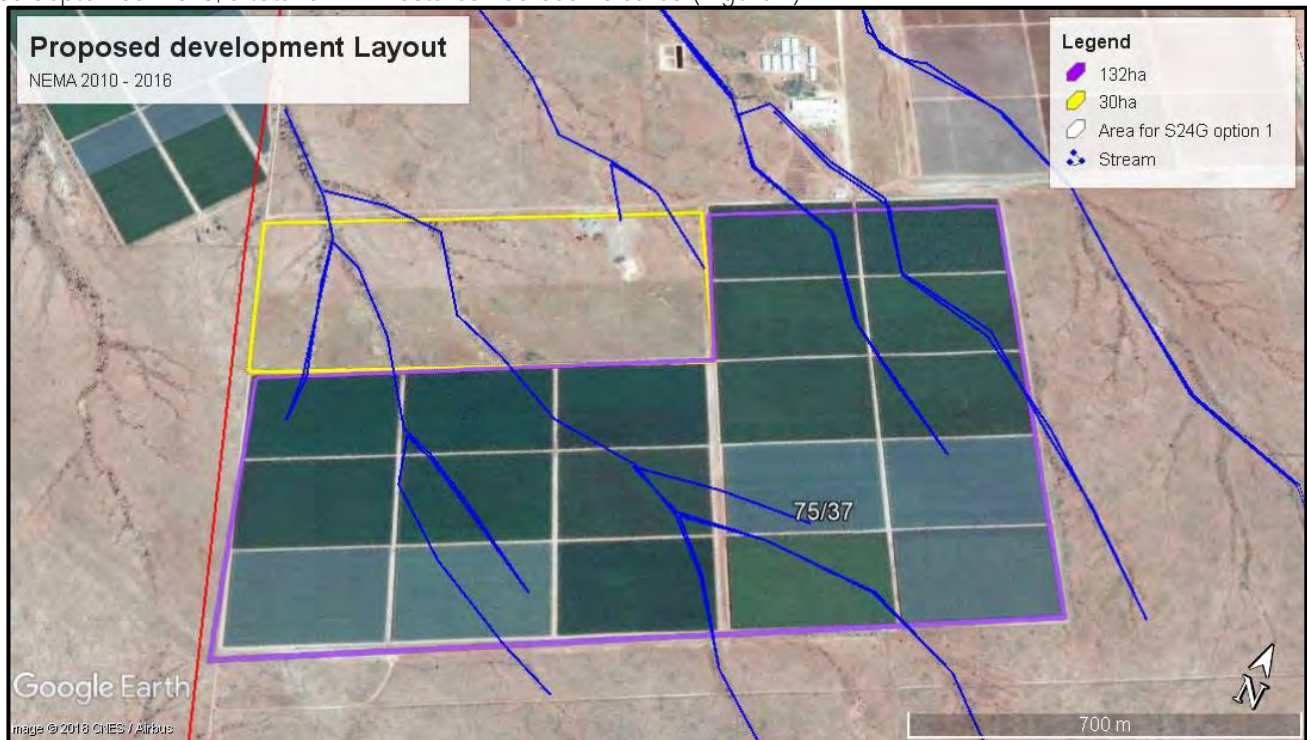 Proposed development Layout
NEMA 2010 - 2016
Legend
132ha
30ha
Area for S24G option 1
Stream
75/37
Google Earth
N
mage © 2018 CNES / Airbus
700 m